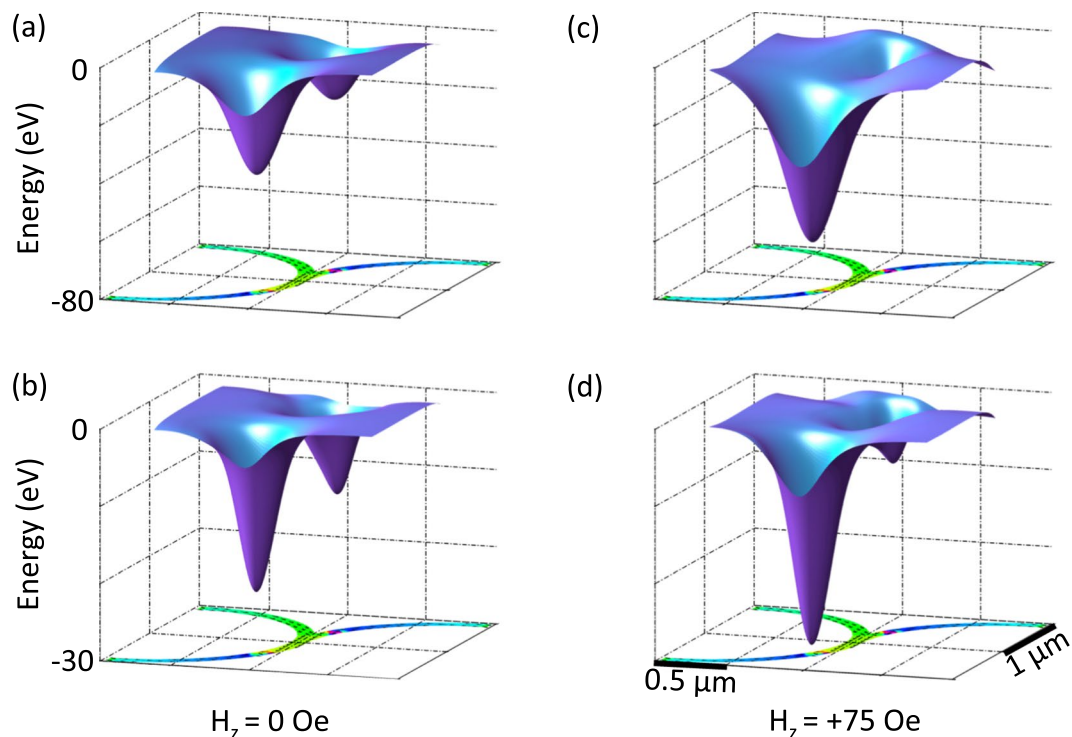 (a)
(c)
0
Energy (eV)
-80
(b)
(d)
0
Energy (eV)
-30
0.5 μm
1 μm
H_z = 0 Oe
H_z = +75 Oe